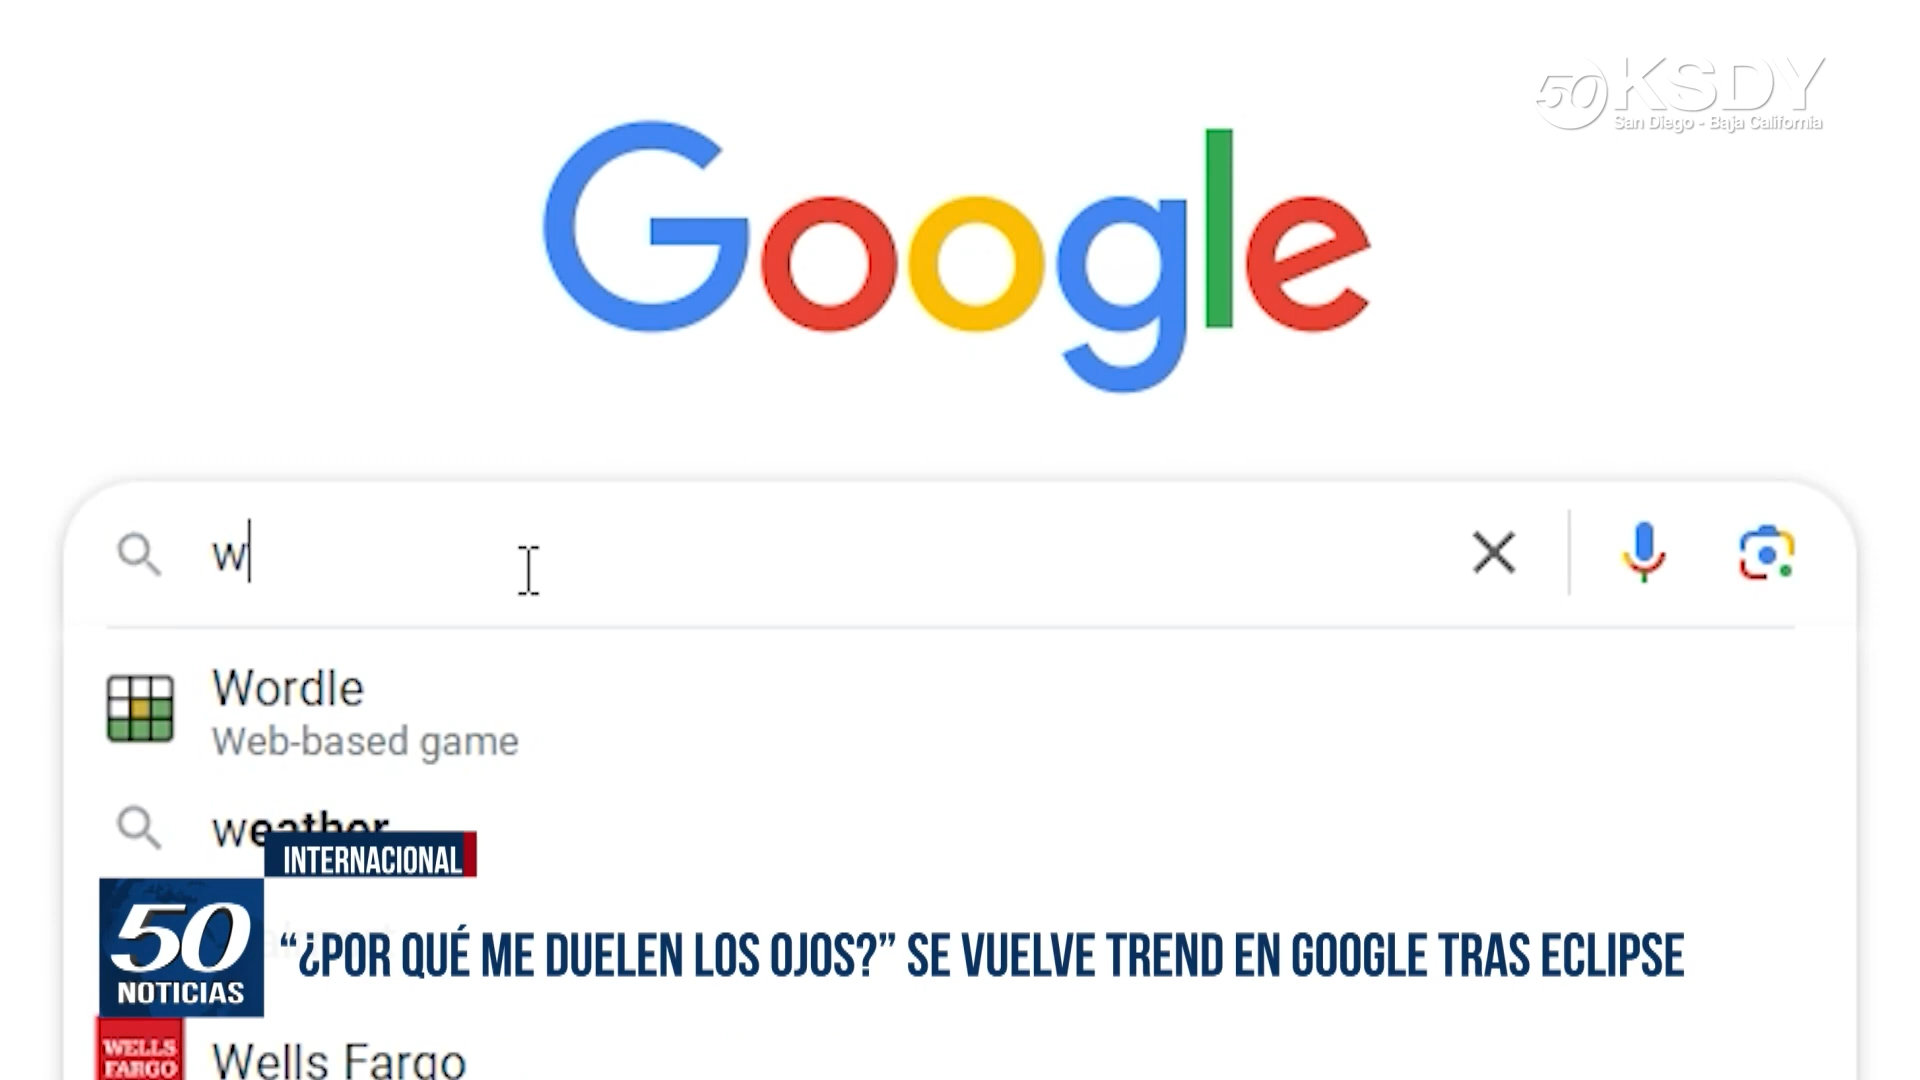 50 KSDY
San Diego - Baja California
Google
w
Wordle
Web-based game
weather
INTERNACIONAL
50
NOTICIAS
“¿POR QUÉ ME DUELEN LOS OJOS?” SE VUELVE TREND EN GOOGLE TRAS ECLIPSE
WELLS
FARGO
Wells Fargo